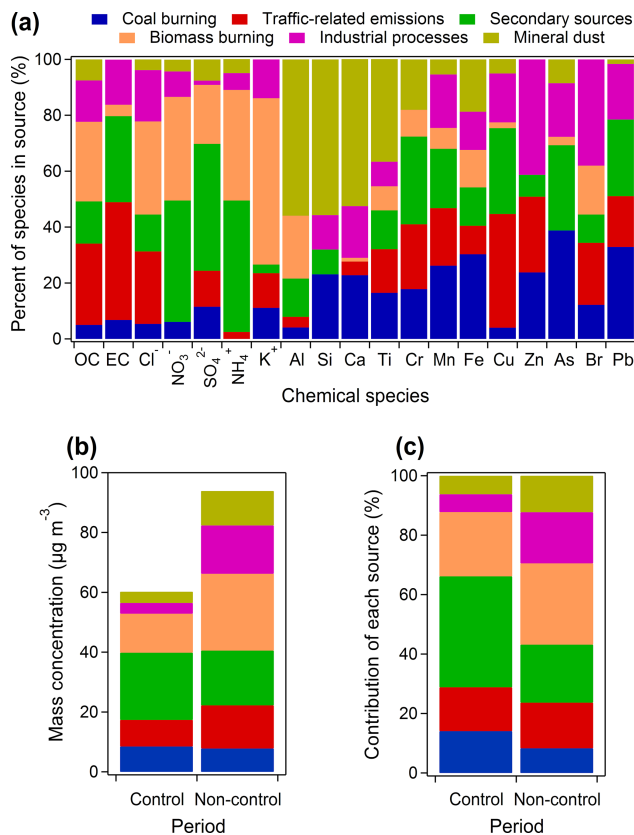 (a)
Coal burning Traffic-related emissions Secondary sources
Biomass burning Industrial processes Mineral dust
Percent of species in source (%)
100
80
60
40
20
0
OC EC Cl⁻ NO₃⁻ SO₄²⁻ NH₄⁺ K⁺ Al Si Ca Ti Cr Mn Fe Cu Zn As Br Pb
Chemical species
(b)
Mass concentration (µg m⁻³)
100
80
60
40
20
0
Control Non-control
Period
(c)
Contribution of each source (%)
100
80
60
40
20
0
Control Non-control
Period